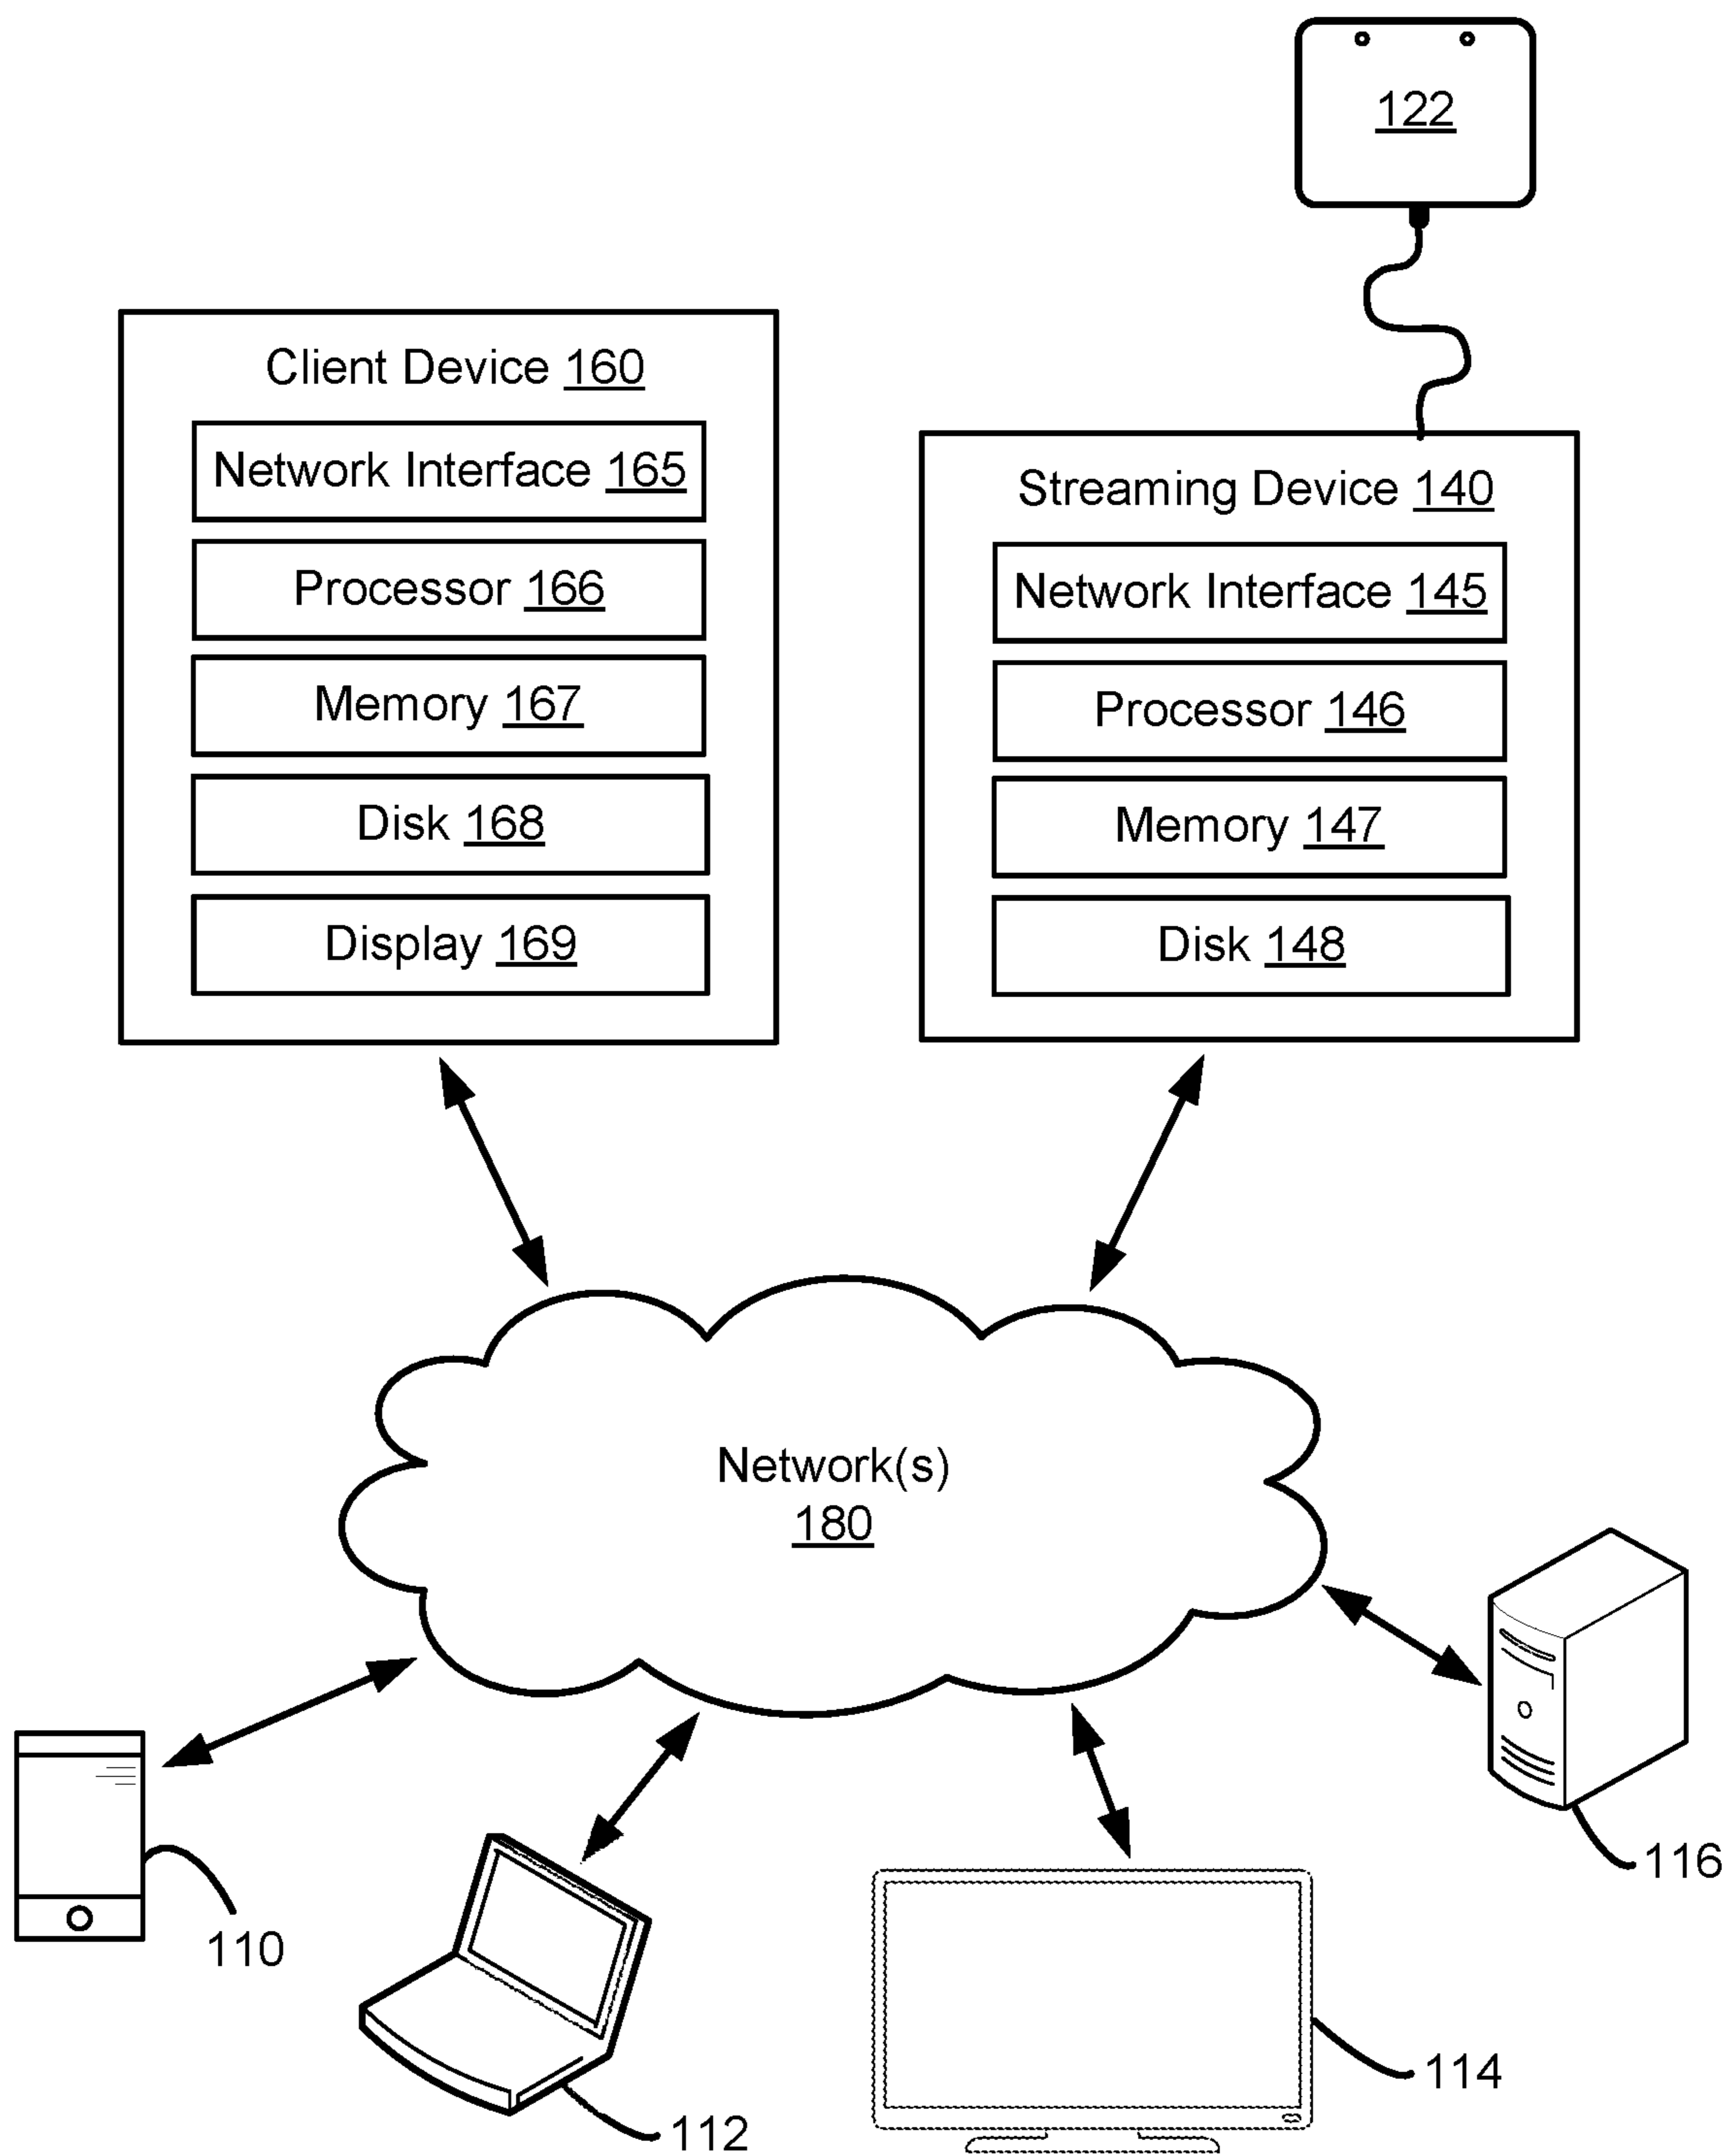 122
Client Device 160
Network Interface 165
Processor 166
Memory 167
Disk 168
Display 169
Streaming Device 140
Network Interface 145
Processor 146
Memory 147
Disk 148
Network(s)
180
116
110
114
112